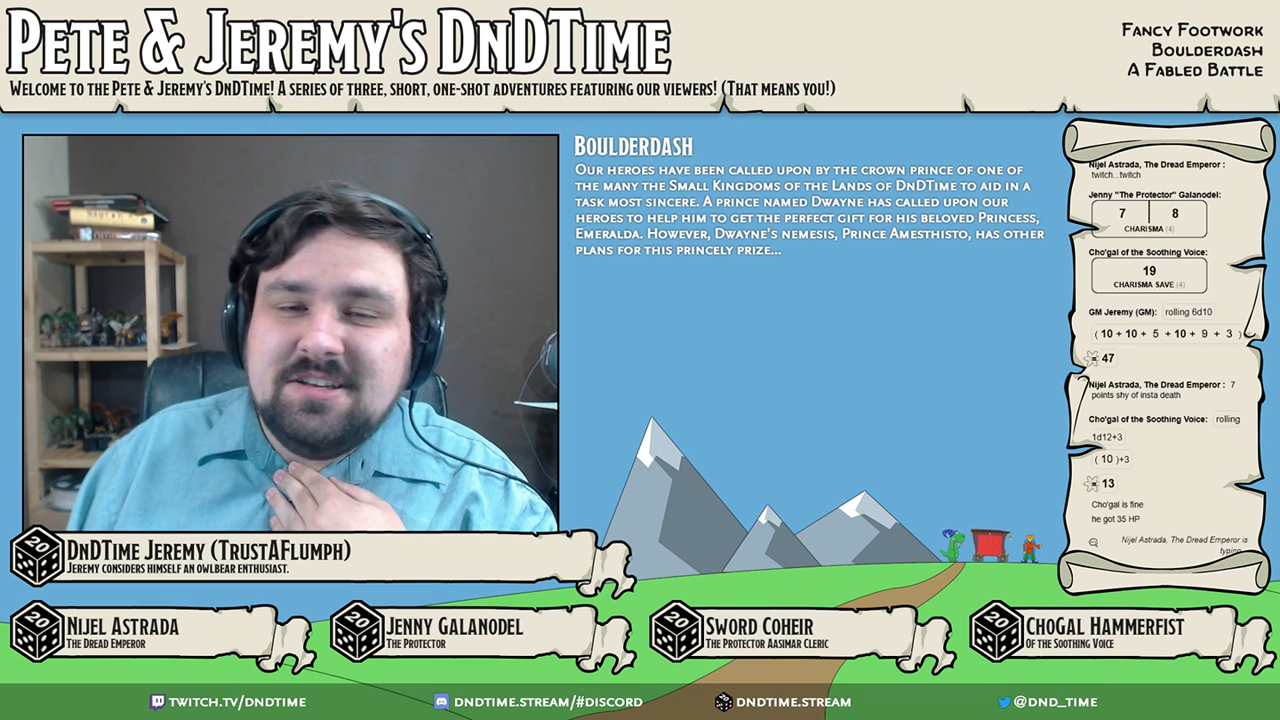 Pete & Jeremy's DnDTime
Welcome to the Pete & Jeremy's DnDTime! A series of three, short, one-shot adventures featuring our viewers! (That means you!)
Fancy Footwork
Boulderdash
A Fabled Battle
Boulderdash
Our heroes have been called upon by the crown prince of one of
the many the Small Kingdoms of the Lands of DnDTime to aid in a
task most sincere. A prince named Dwayne has called upon our
heroes to help him to get the perfect gift for his beloved Princess,
Emeralda. However, Dwayne's nemesis, Prince Amesthisto, has other
plans for this princely prize...
Nijel Astrada, The Dread Emperor :
twitch...twitch
Jenny "The Protector" Galanodel:
7 8
CHARISMA (4)
Cho'gal of the Soothing Voice:
19
CHARISMA SAVE (4)
GM Jeremy (GM): rolling 6d10
( 10 + 10 + 5 + 10 + 9 + 3 )
= 47
Nijel Astrada, The Dread Emperor : 7
points shy of insta death
Cho'gal of the Soothing Voice: rolling
1d12+3
( 10 )+3
= 13
Cho'gal is fine
he got 35 HP
Nijel Astrada, The Dread Emperor is
typing
20
DnDTime Jeremy (TrustAFlumph)
Jeremy considers himself an owlbear enthusiast.
20
Nijel Astrada
The Dread Emperor
20
Jenny Galanodel
The Protector
20
Sword Coheir
The Protector Aasimar Cleric
20
ChoGal Hammerfist
Of the Soothing Voice
twitch.tv/dndtime
dndtime.stream/#discord
dndtime.stream
@dnd_time